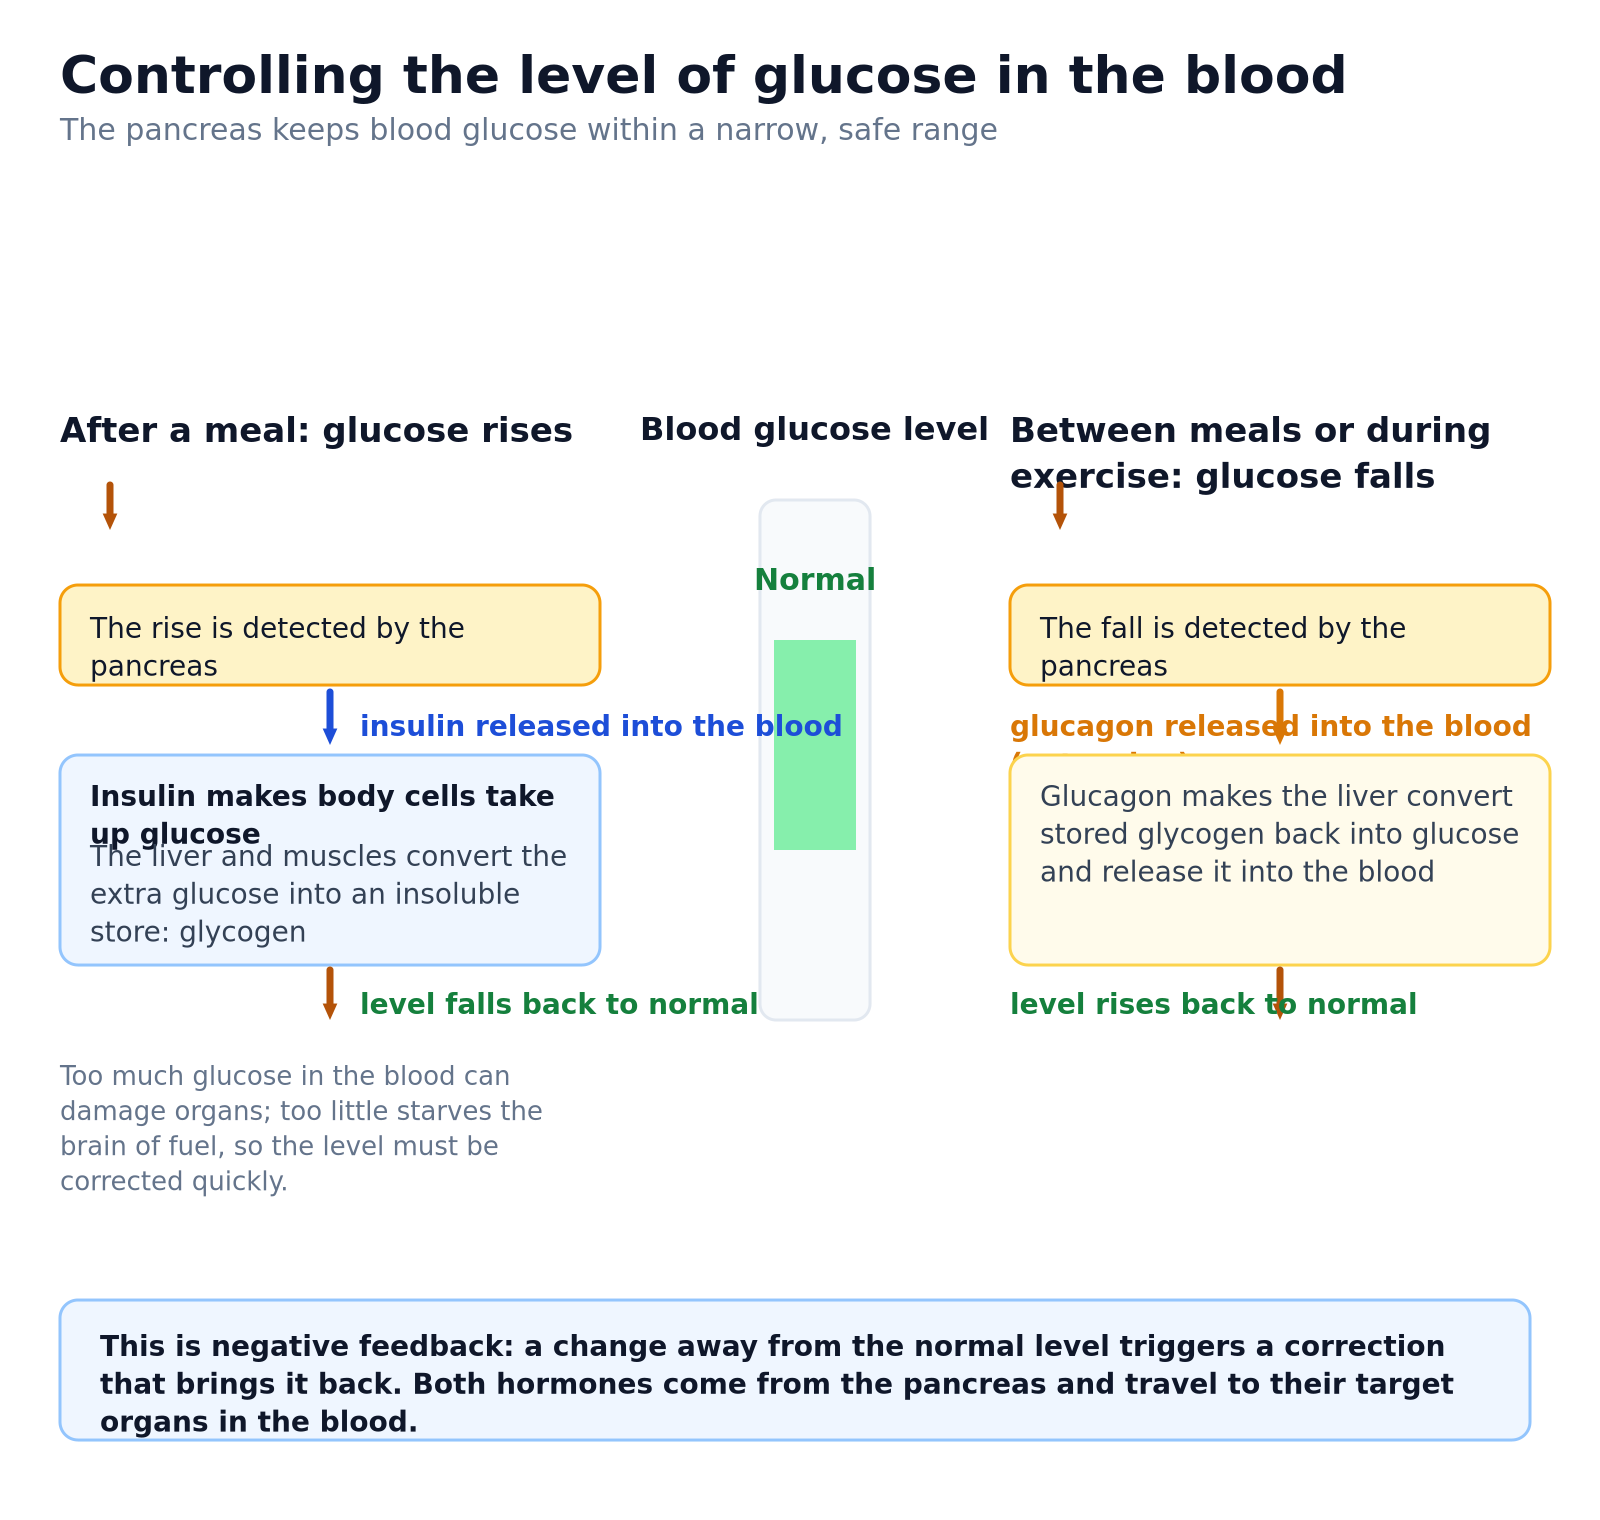 Controlling the level of glucose in the blood
The pancreas keeps blood glucose within a narrow, safe range
After a meal: glucose rises
The rise is detected by the
pancreas
insulin released into the blood
Insulin makes body cells take
up glucose
The liver and muscles convert the
extra glucose into an insoluble
store: glycogen
level falls back to normal
Too much glucose in the blood can
damage organs; too little starves the
brain of fuel, so the level must be
corrected quickly.
Blood glucose level
Normal
Between meals or during
exercise: glucose falls
The fall is detected by the
pancreas
glucagon released into the blood
Glucagon makes the liver convert
stored glycogen back into glucose
and release it into the blood
level rises back to normal
This is negative feedback: a change away from the normal level triggers a correction
that brings it back. Both hormones come from the pancreas and travel to their target
organs in the blood.